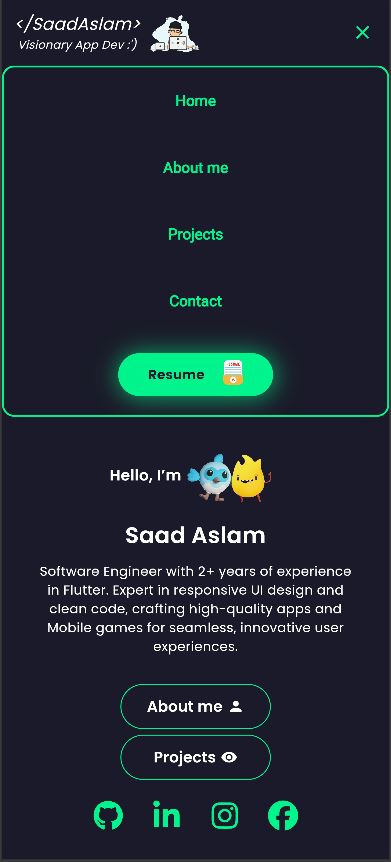 </SaadAslam>
Visionary App Dev :')
Home
About me
Projects
Contact
Resume
Hello, I'm
Saad Aslam
Software Engineer with 2+ years of experience
in Flutter. Expert in responsive UI design and
clean code, crafting high-quality apps and
Mobile games for seamless, innovative user
experiences.
About me
Projects
in